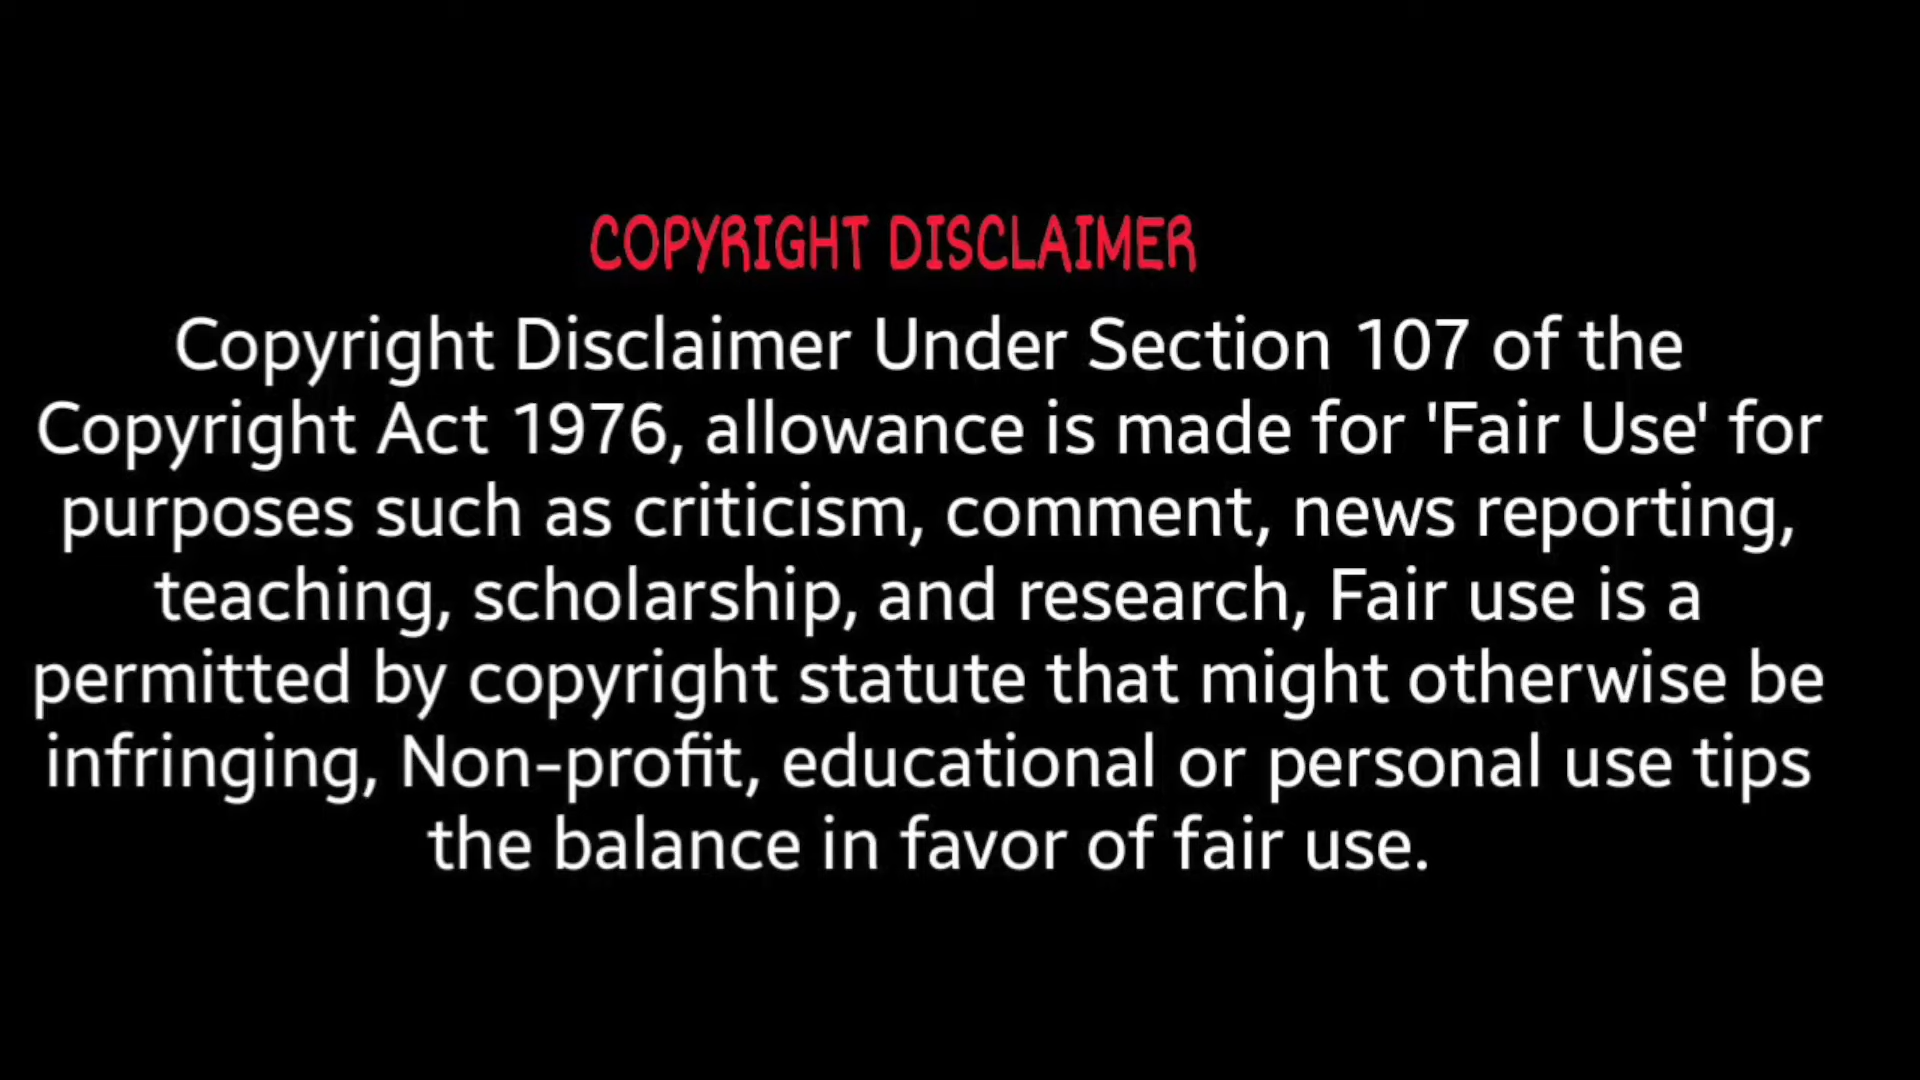 COPYRIGHT DISCLAIMER
Copyright Disclaimer Under Section 107 of the
Copyright Act 1976, allowance is made for 'Fair Use' for
purposes such as criticism, comment, news reporting,
teaching, scholarship, and research, Fair use is a
permitted by copyright statute that might otherwise be
infringing, Non-profit, educational or personal use tips
the balance in favor of fair use.